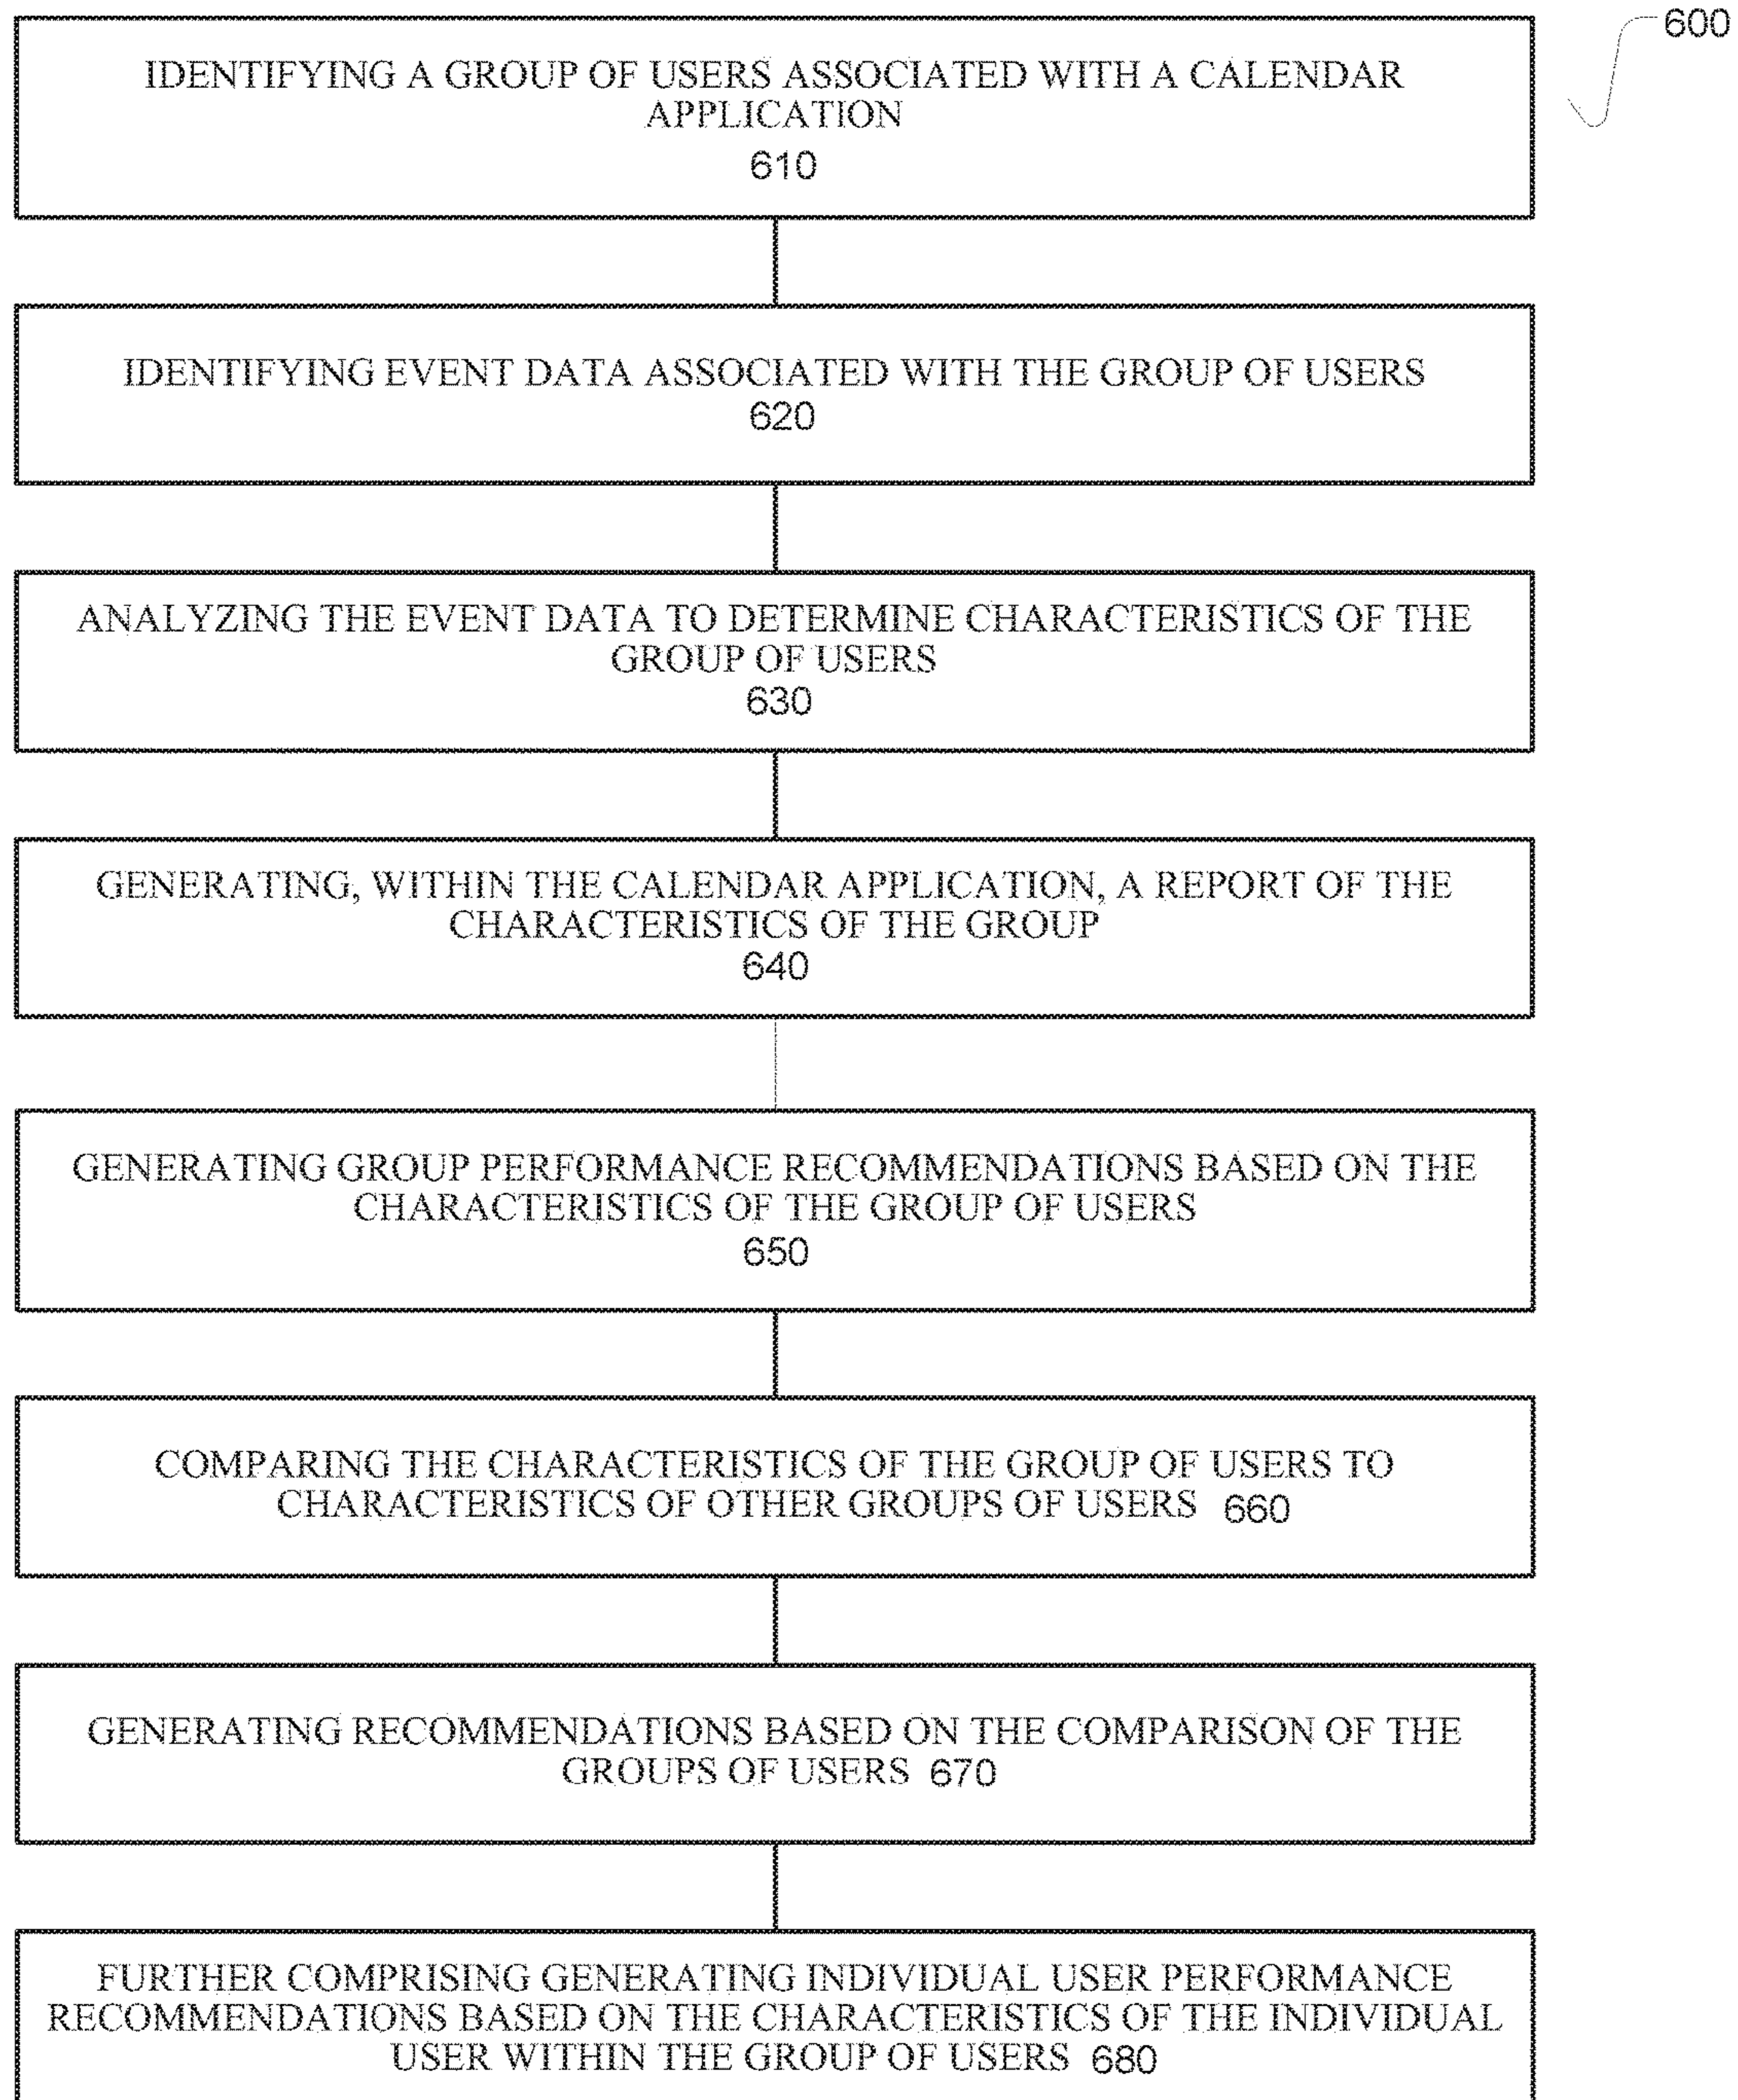 600
IDENTIFYING A GROUP OF USERS ASSOCIATED WITH A CALENDAR
APPLICATION
610
IDENTIFYING EVENT DATA ASSOCIATED WITH THE GROUP OF USERS
620
ANALYZING THE EVENT DATA TO DETERMINE CHARACTERISTICS OF THE
GROUP OF USERS
630
GENERATING, WITHIN THE CALENDAR APPLICATION, A REPORT OF THE
CHARACTERISTICS OF THE GROUP
640
GENERATING GROUP PERFORMANCE RECOMMENDATIONS BASED ON THE
CHARACTERISTICS OF THE GROUP OF USERS
650
COMPARING THE CHARACTERISTICS OF THE GROUP OF USERS TO
CHARACTERISTICS OF OTHER GROUPS OF USERS 660
GENERATING RECOMMENDATIONS BASED ON THE COMPARISON OF THE
GROUPS OF USERS 670
FURTHER COMPRISING GENERATING INDIVIDUAL USER PERFORMANCE
RECOMMENDATIONS BASED ON THE CHARACTERISTICS OF THE INDIVIDUAL
USER WITHIN THE GROUP OF USERS 680